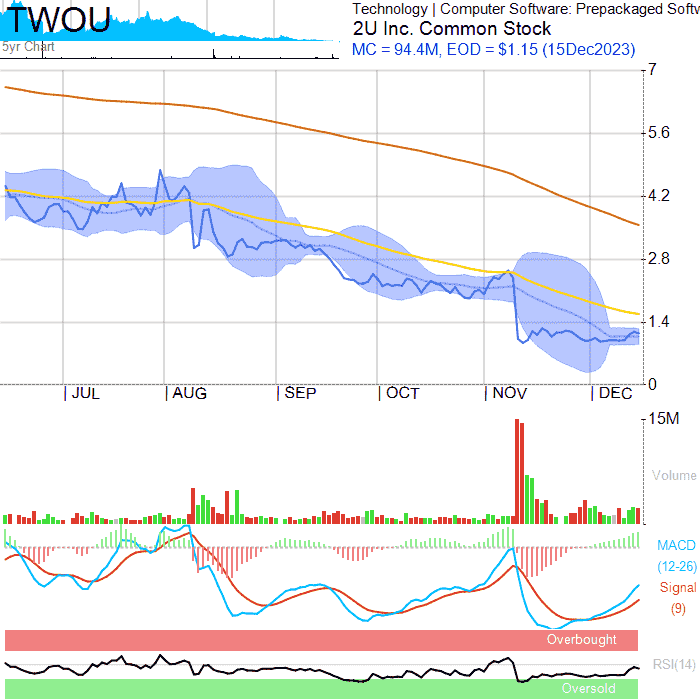 TWOU
5yr Chart
Technology | Computer Software: Prepackaged Softw
2U Inc. Common Stock
MC = 94.4M, EOD = $1.15 (15Dec2023)
7
5.6
4.2
2.8
1.4
0
| JUL | AUG | SEP | OCT | NOV | DEC
15M
Volume
MACD
(12-26)
Signal
(9)
Overbought
RSI(14)
Oversold